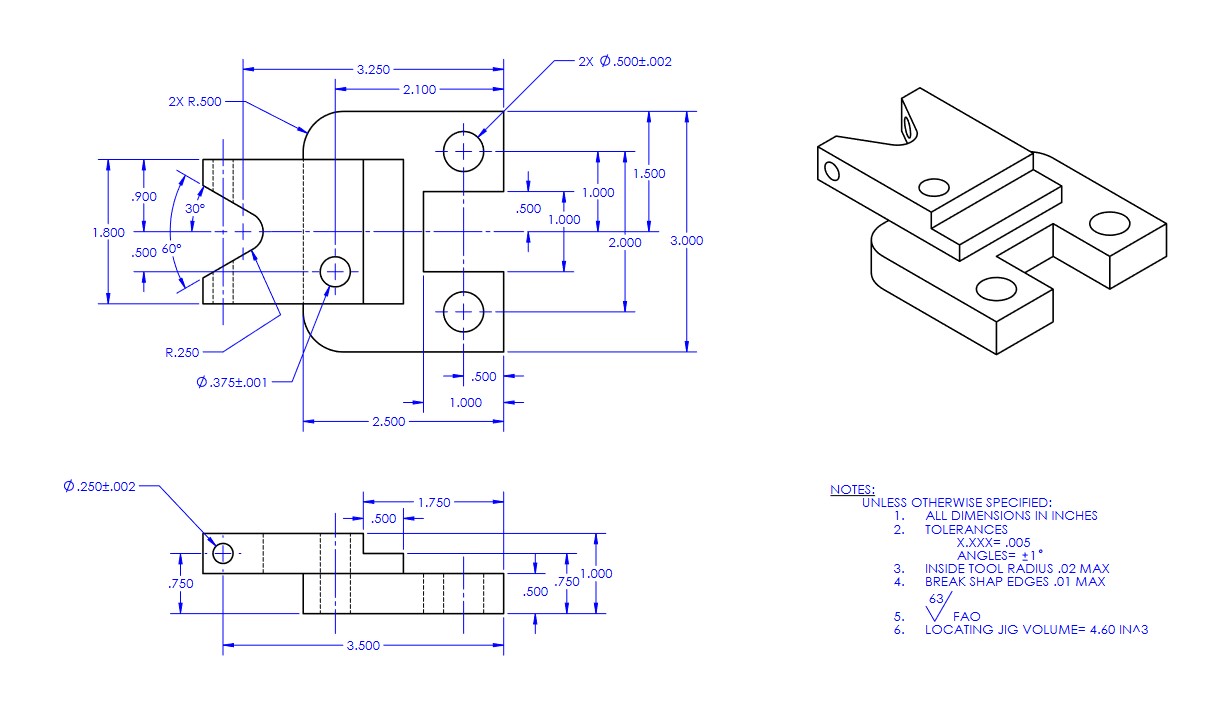 2X Ø.500±.002
3.250
2.100
2X R.500
1.500
.900
1.000
30°
.500
1.000
1.800
60°
2.000
3.000
.500
R.250
Ø.375±.001
.500
1.000
2.500
Ø.250±.002
1.750
.500
.750
.500
.750
1.000
3.500
NOTES:
UNLESS OTHERWISE SPECIFIED:
1. ALL DIMENSIONS IN INCHES
2. TOLERANCES
X.XXX= .005
ANGLES= ±1°
3. INSIDE TOOL RADIUS .02 MAX
4. BREAK SHAP EDGES .01 MAX
63
5. FAO
6. LOCATING JIG VOLUME= 4.60 IN^3